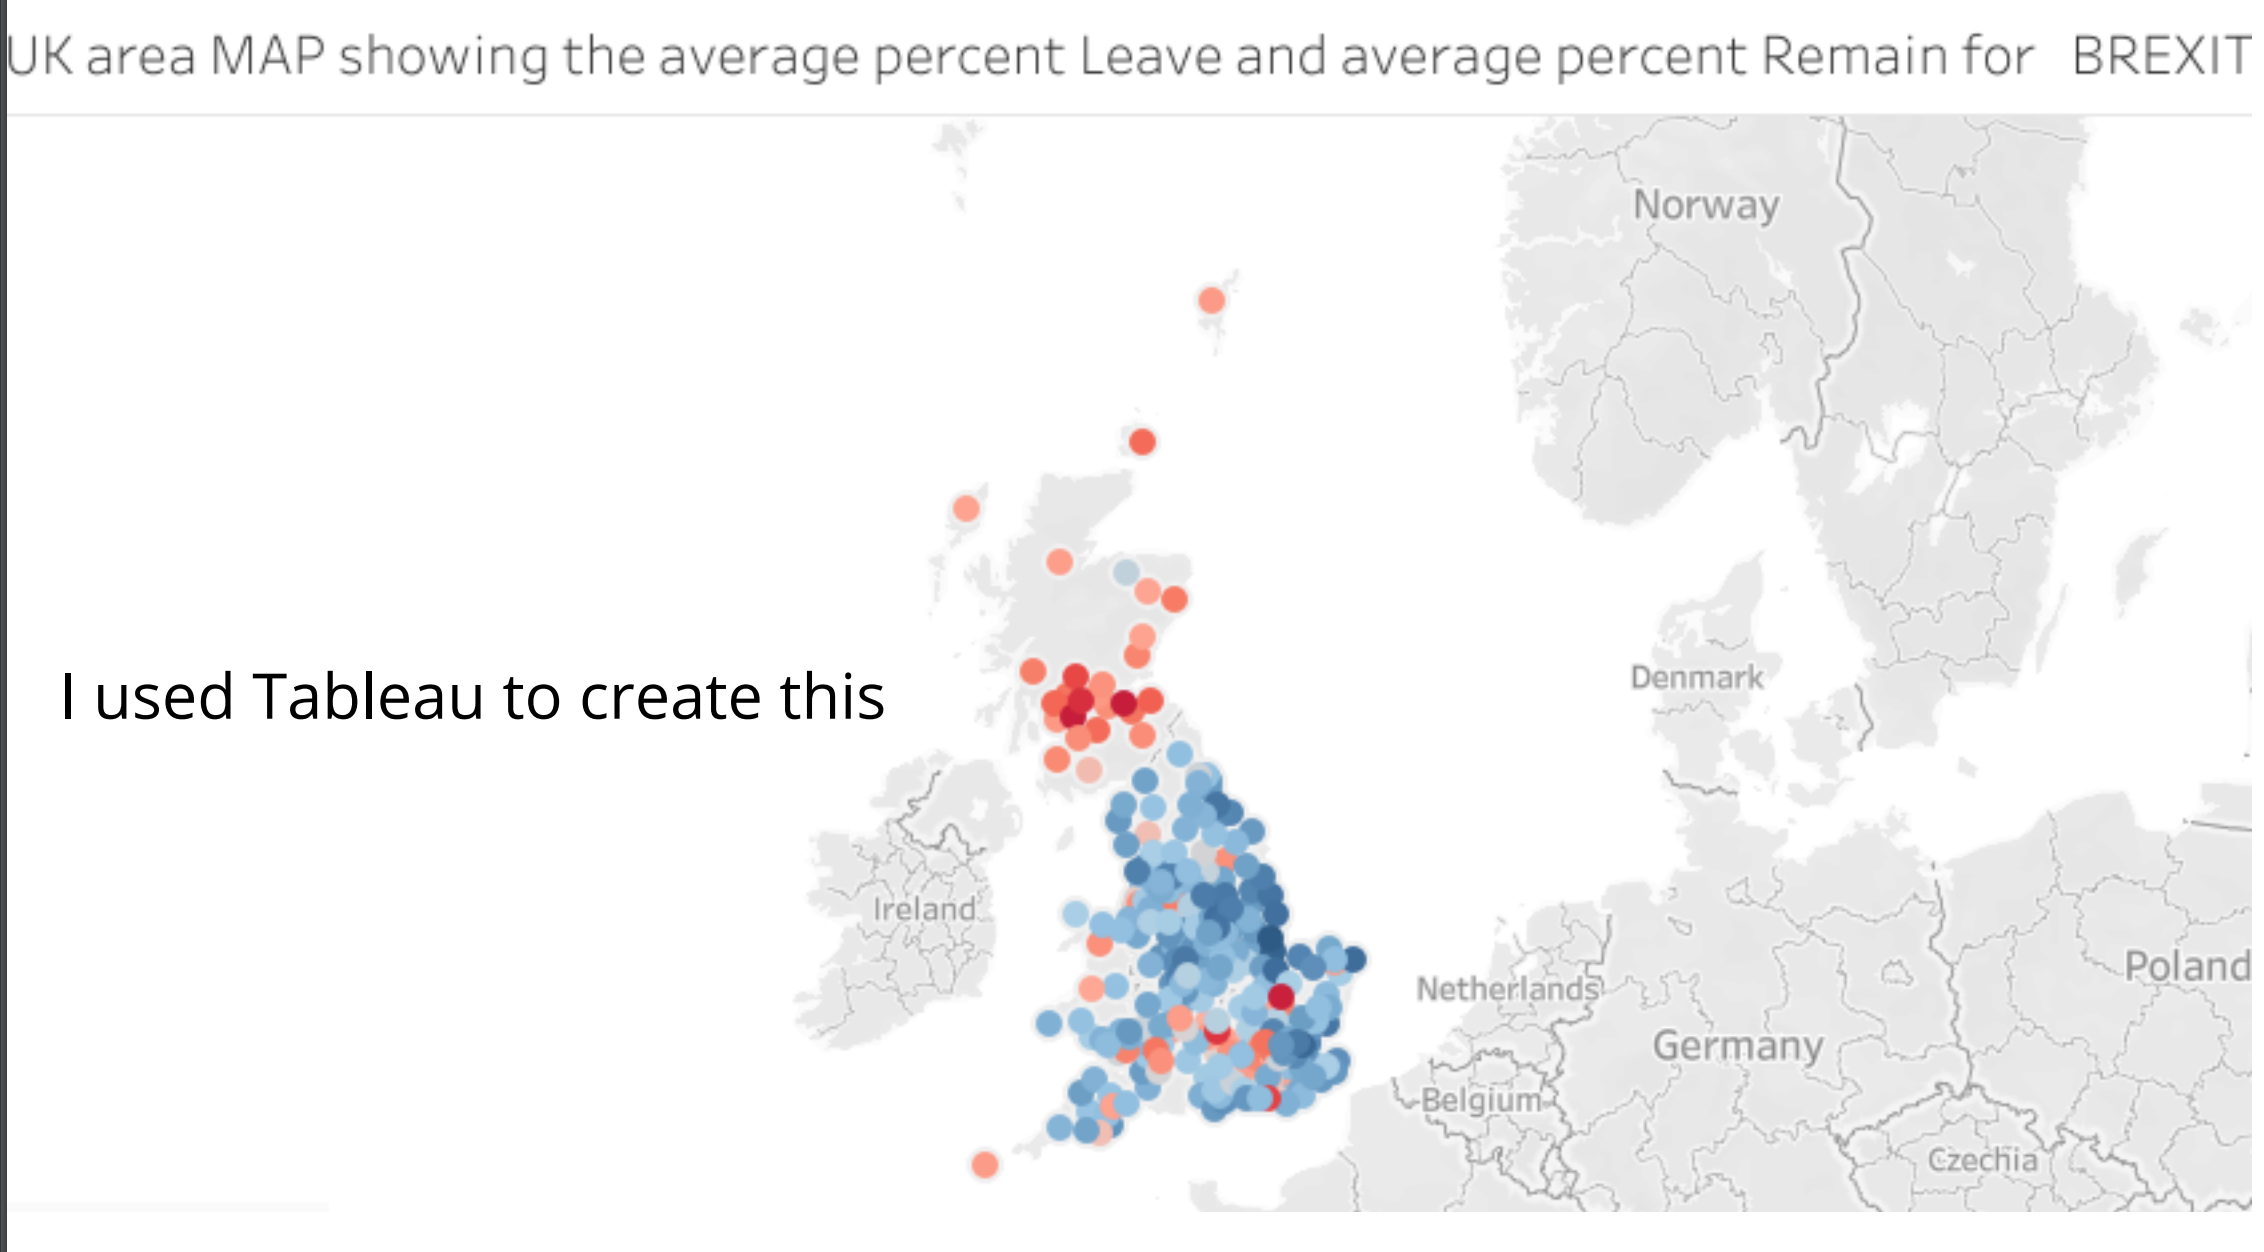 UK area MAP showing the average percent Leave and average percent Remain for BREXIT
Norway
I used Tableau to create this
Denmark
Ireland
Netherlands
Poland
Germany
Belgium
Czechia